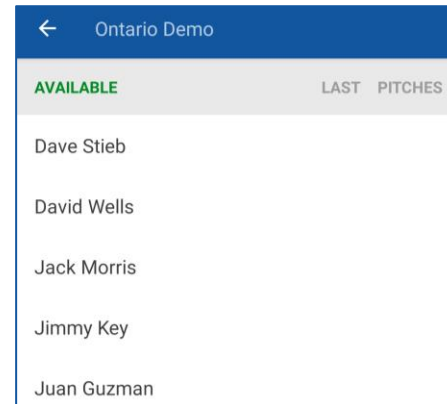 Ontario Demo
AVAILABLE LAST PITCHES
Dave Stieb
David Wells
Jack Morris
Jimmy Key
Juan Guzman